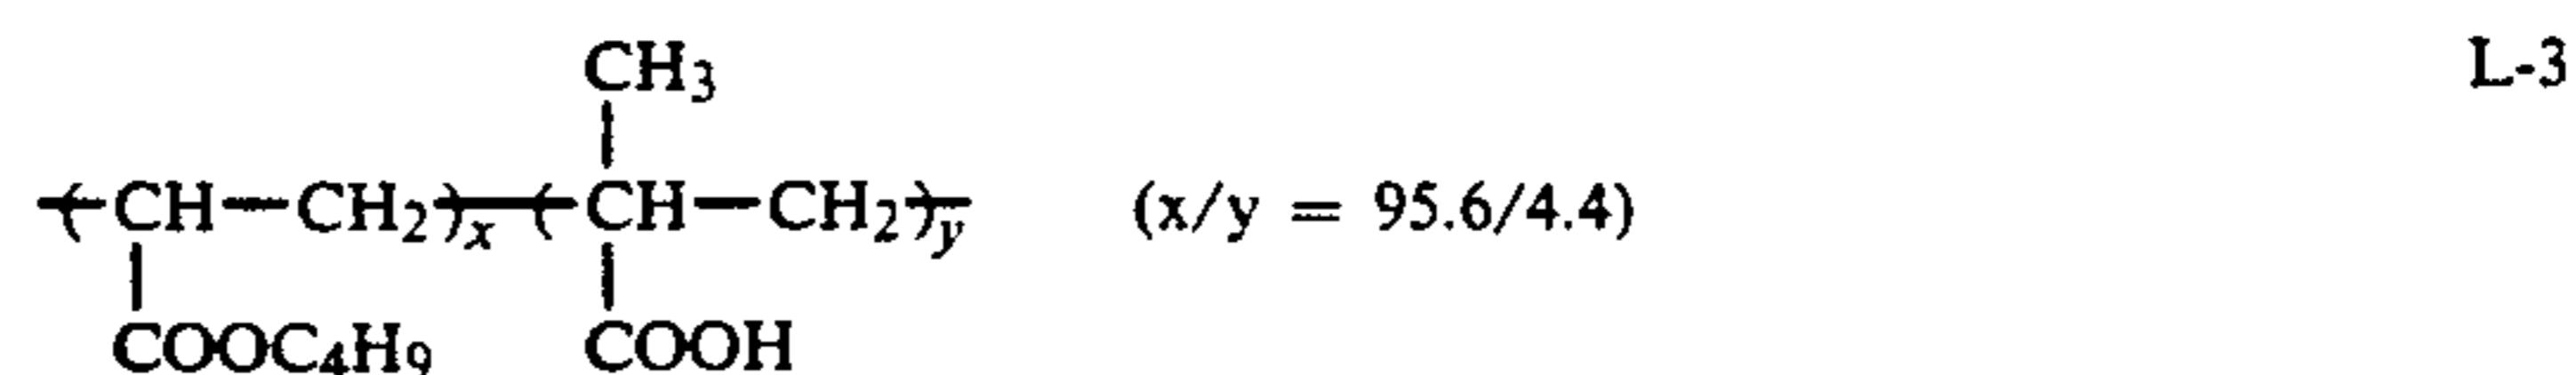 CH₃ L-3
(CH—CH₂)ₓ(CH—CH₂)y (x/y = 95.6/4.4)
COOC₄H₉ COOH